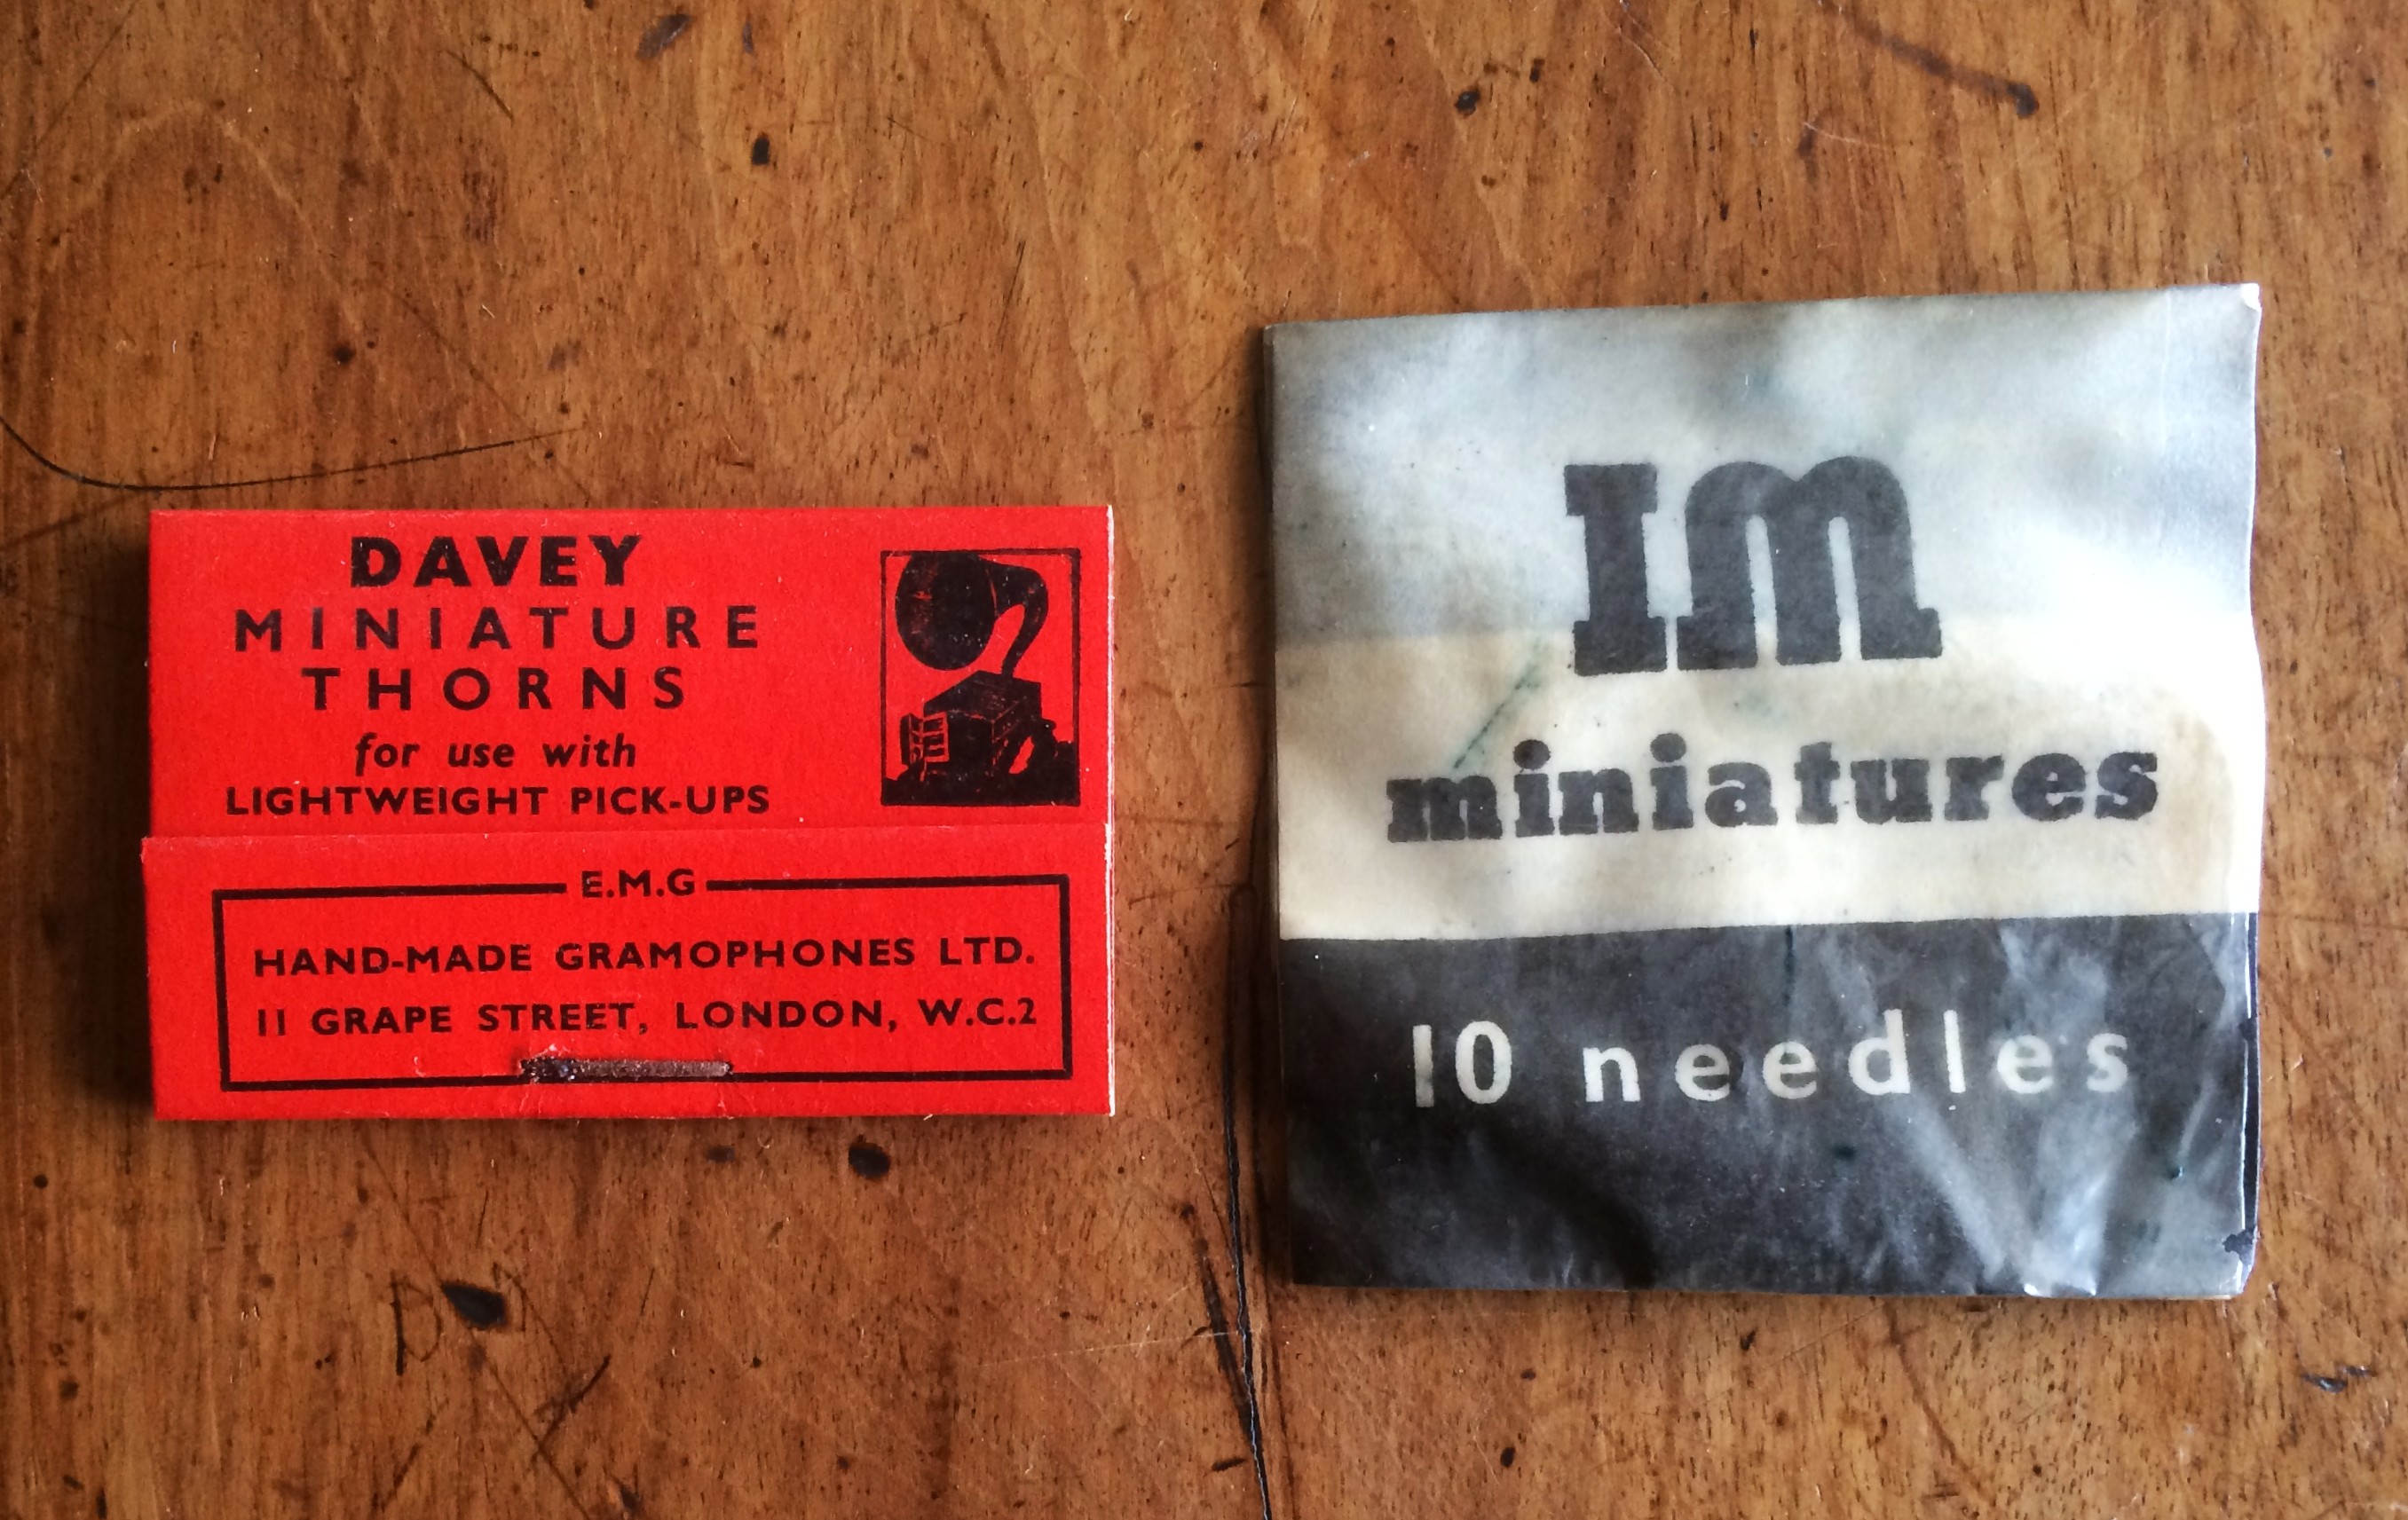 DAVEY
MINIATURE
THORNS
for use with
LIGHTWEIGHT PICK-UPS
E.M.G
HAND-MADE GRAMOPHONES LTD.
11 GRAPE STREET, LONDON, W.C.2
IM
miniatures
10 needles